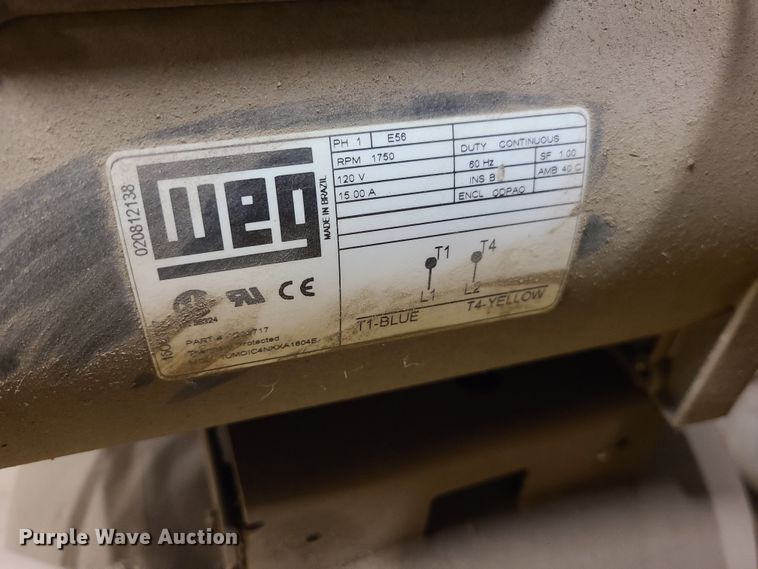 020812138
WEG
MADE IN BRAZIL
PH 1 E56
RPM 1750
120 V
15.00 A
DUTY CONTINUOUS
60 Hz SF 1.00
INS B AMB 40 C
ENCL ODPAO
T1 T4
L1 L2
T1-BLUE T4-YELLOW
CE
PART #
Purple Wave Auction